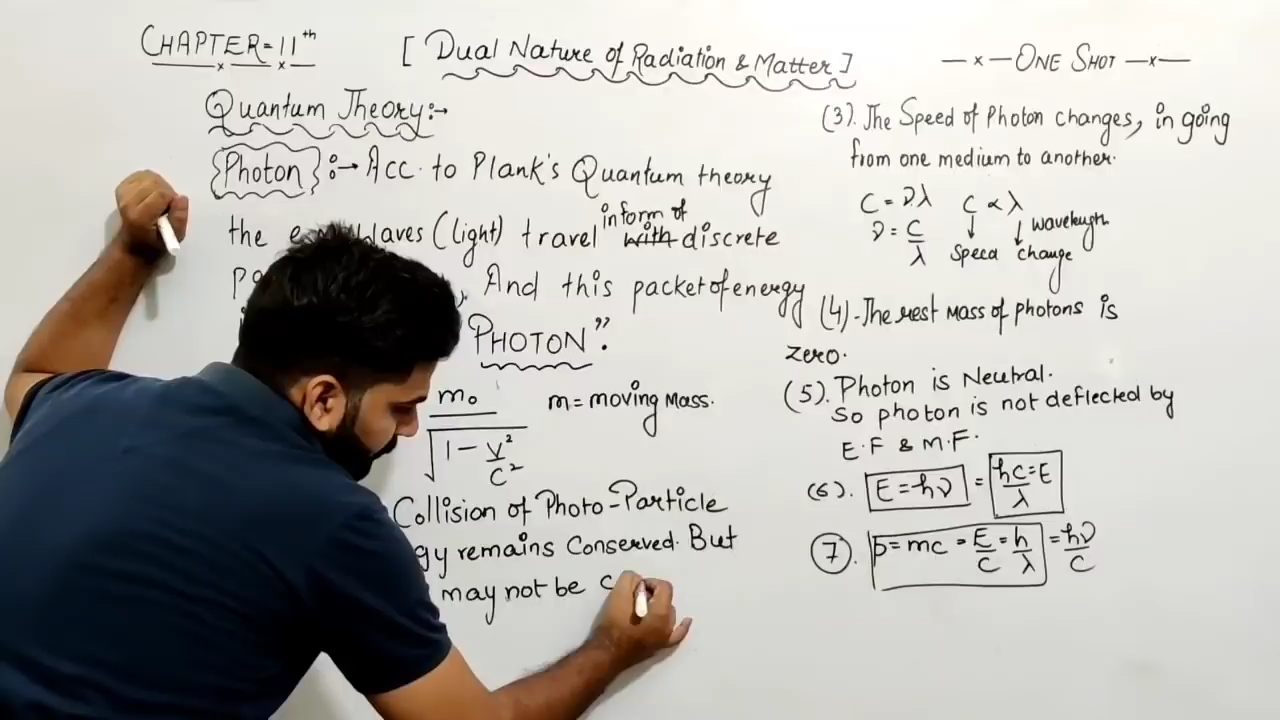 CHAPTER=11th
[Dual Nature of Radiation & Matter]
—x—ONE SHOT—x—
Quantum Theory:→
Photon :→ Acc. to Plank's Quantum theory
the waves (light) travel in form of with discrete
, And this packet of energy
PHOTON".
m₀
√1-v²/c²
m=moving Mass.
Collision of Photo-Particle
remains Conserved. But
may not be
(3). The Speed of Photon changes, in going
from one medium to another.
C = νλ C ∝ λ
ν = C/λ
wavelength
Speed change
(4).The rest Mass of photons is
zero.
(5). Photon is Neutral.
So photon is not deflected by
E.F & M.F.
(6). E=hν = hc/λ=E
(7). p=mc=E/C=h/λ=hν/C